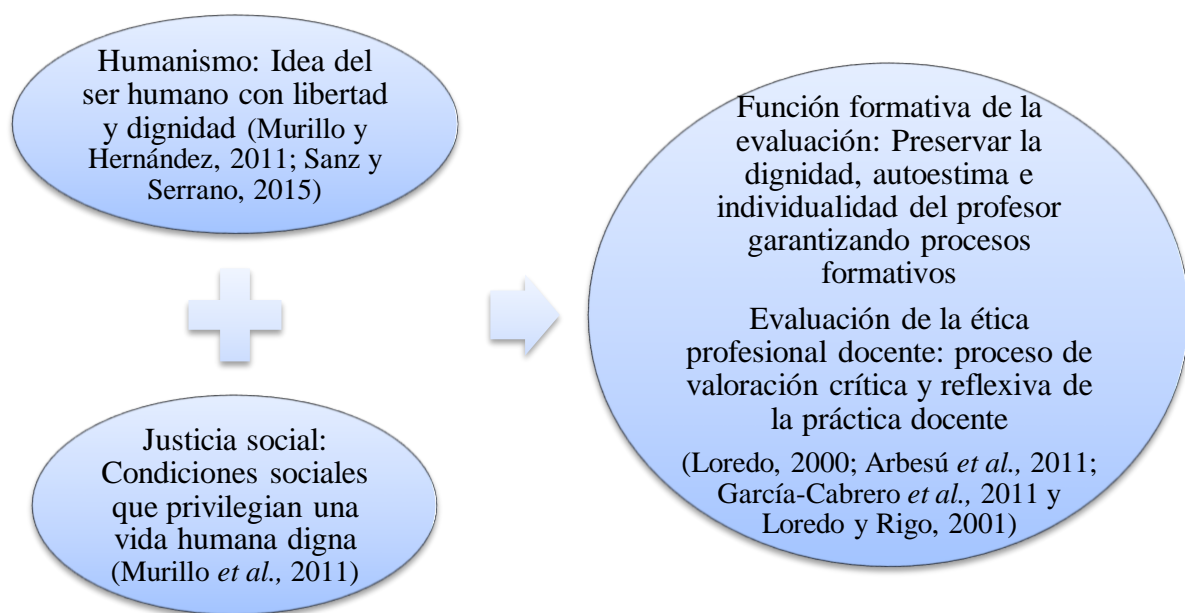 Humanismo: Idea del
ser humano con libertad
y dignidad (Murillo y
Hernández, 2011; Sanz y
Serrano, 2015)
Justicia social:
Condiciones sociales
que privilegian una
vida humana digna
(Murillo et al., 2011)
Función formativa de la
evaluación: Preservar la
dignidad, autoestima e
individualidad del profesor
garantizando procesos
formativos
Evaluación de la ética
profesional docente: proceso de
valoración crítica y reflexiva de
la práctica docente
(Loredo, 2000; Arbesú et al., 2011;
García-Cabrero et al., 2011 y
Loredo y Rigo, 2001)